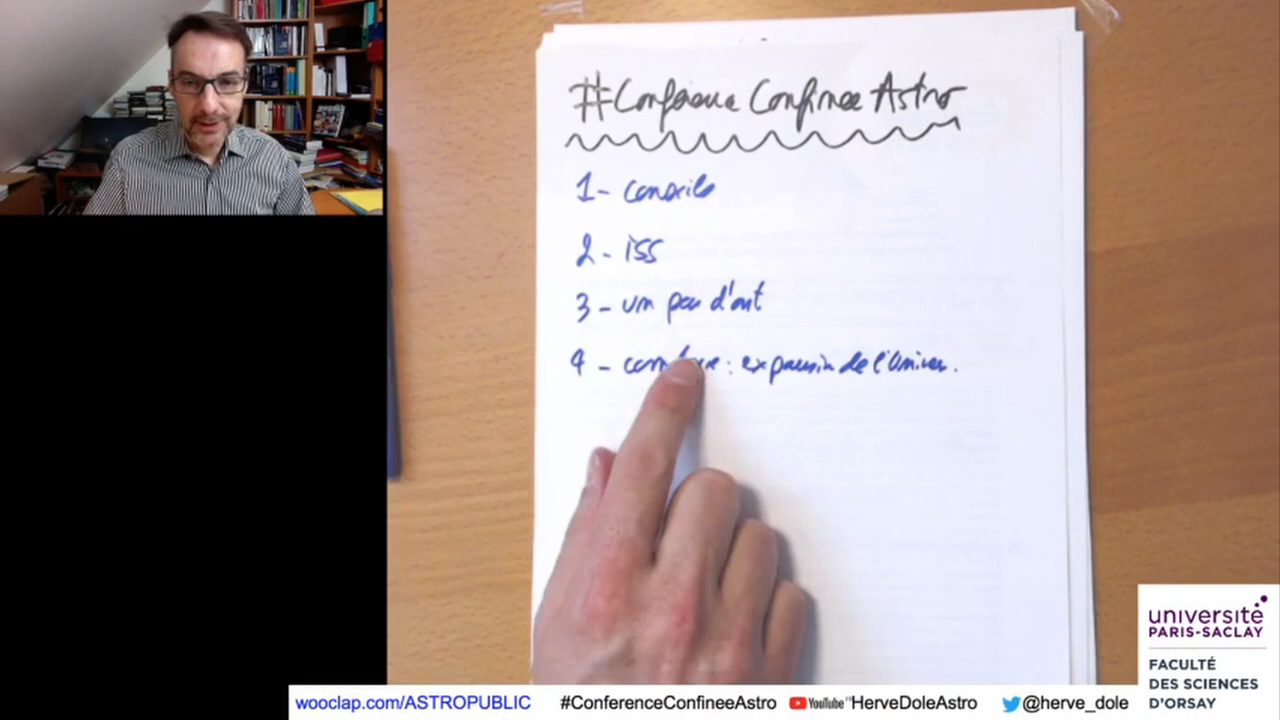 #Conférence Confinée Astro
1- conseils
2- ISS
3- un peu d'art
4- : expansion de l'Univers.
université
PARIS-SACLAY
FACULTÉ
DES SCIENCES
D'ORSAY
wooclap.com/ASTROPUBLIC #ConferenceConfineeAstro YouTube HerveDoleAstro @herve_dole